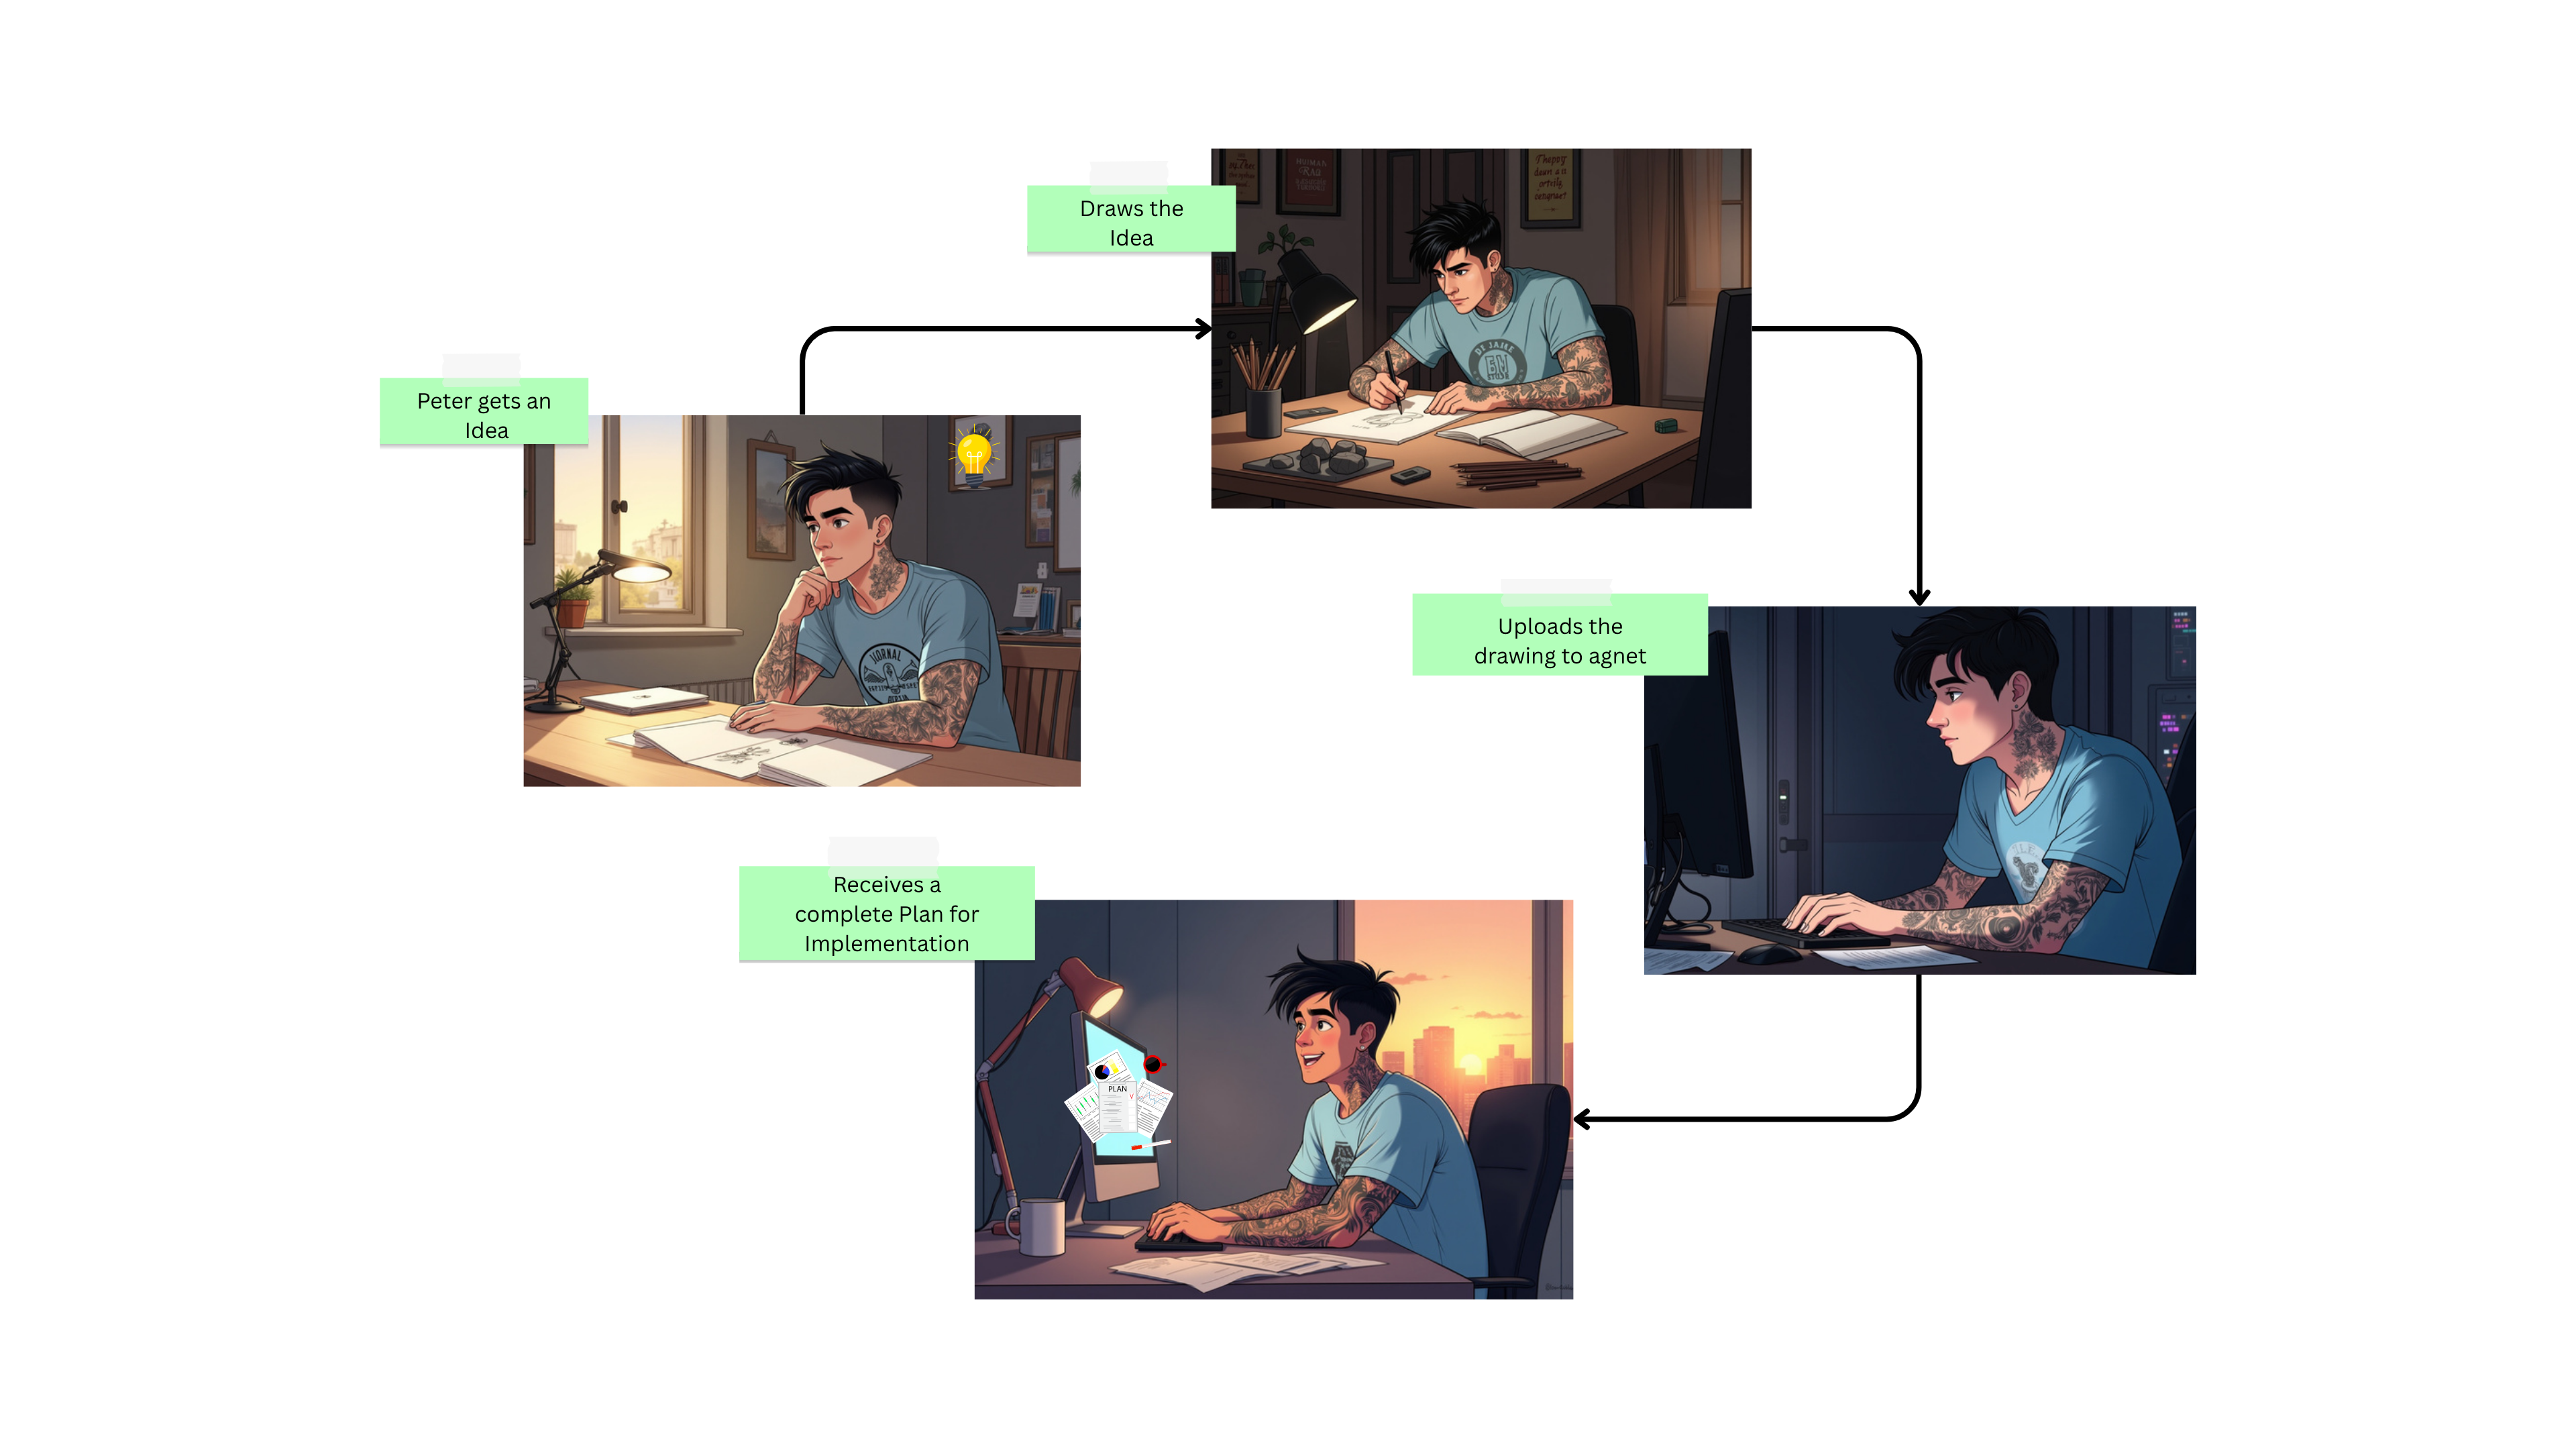 Peter gets an
Idea
Draws the
Idea
Uploads the
drawing to agnet
Receives a
complete Plan for
Implementation
PLAN